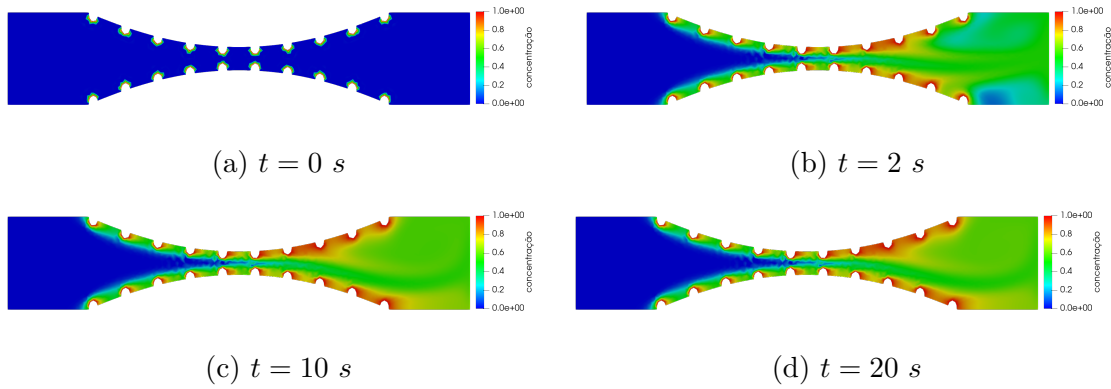 1.0e+00
0.8
0.6
0.4
0.2
0.0e+00
concentração
(a) t = 0 s
1.0e+00
0.8
0.6
0.4
0.2
0.0e+00
concentração
(b) t = 2 s
1.0e+00
0.8
0.6
0.4
0.2
0.0e+00
concentração
(c) t = 10 s
1.0e+00
0.8
0.6
0.4
0.2
0.0e+00
concentração
(d) t = 20 s